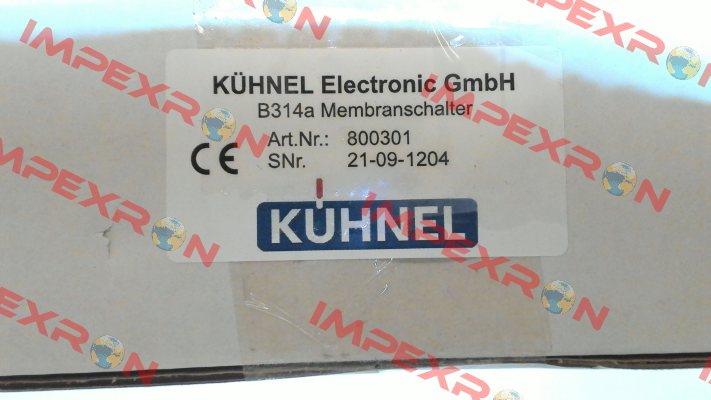 KÜHNEL Electronic GmbH
B314a Membranschalter
Art.Nr.: 800301
CE SNr. 21-09-1204
KÜHNEL
IMPEXRON
IMPEXRON
IMPEXRON
IMPEXRON
IMPEXRON
IMPEXRON